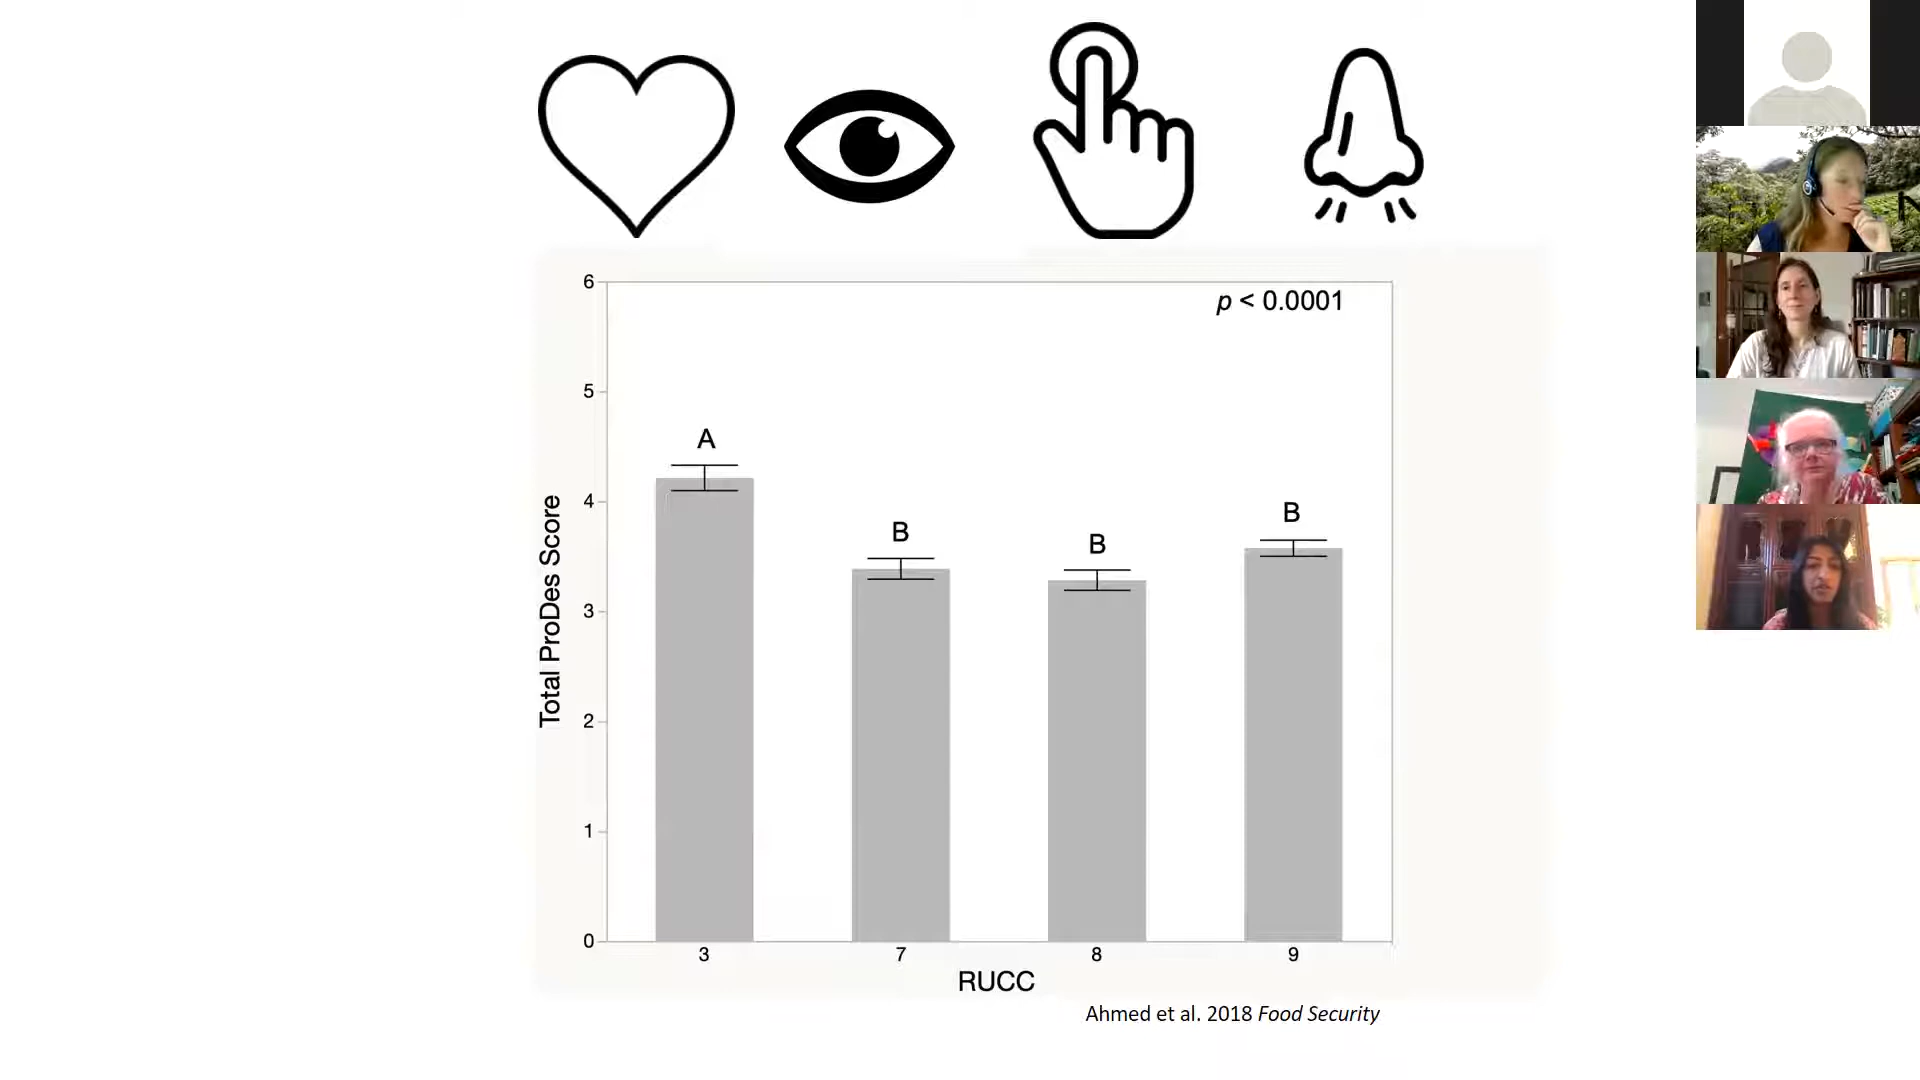 p < 0.0001
6
5
4
3
2
1
0
A
B
B
B
Total ProDes Score
3
7
8
9
RUCC
Ahmed et al. 2018 Food Security